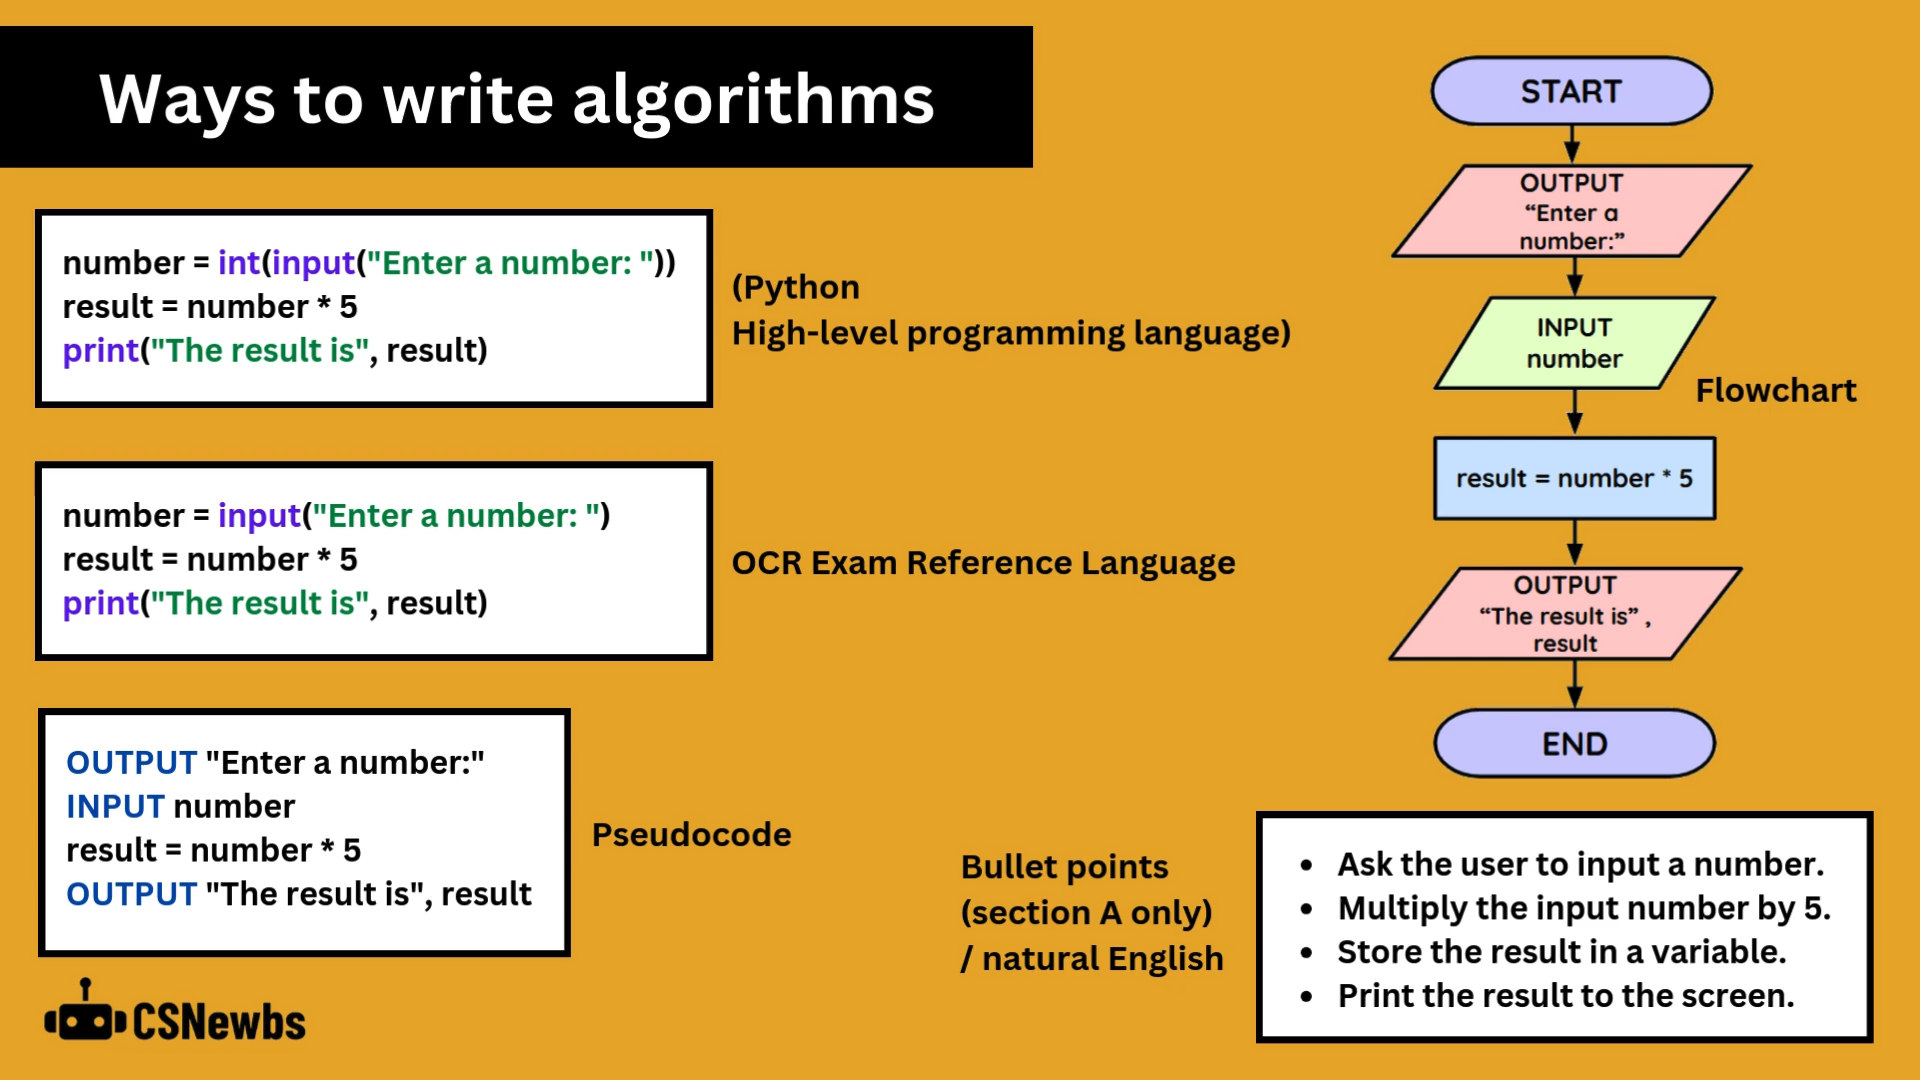 Ways to write algorithms
number = int(input("Enter a number: "))
result = number * 5
print("The result is", result)
(Python
High-level programming language)
number = input("Enter a number: ")
result = number * 5
print("The result is", result)
OCR Exam Reference Language
OUTPUT "Enter a number:"
INPUT number
result = number * 5
OUTPUT "The result is", result
Pseudocode
START
OUTPUT
“Enter a
number:”
INPUT
number
result = number * 5
OUTPUT
“The result is” ,
result
END
Flowchart
Bullet points
(section A only)
/ natural English
• Ask the user to input a number.
• Multiply the input number by 5.
• Store the result in a variable.
• Print the result to the screen.
CSNewbs